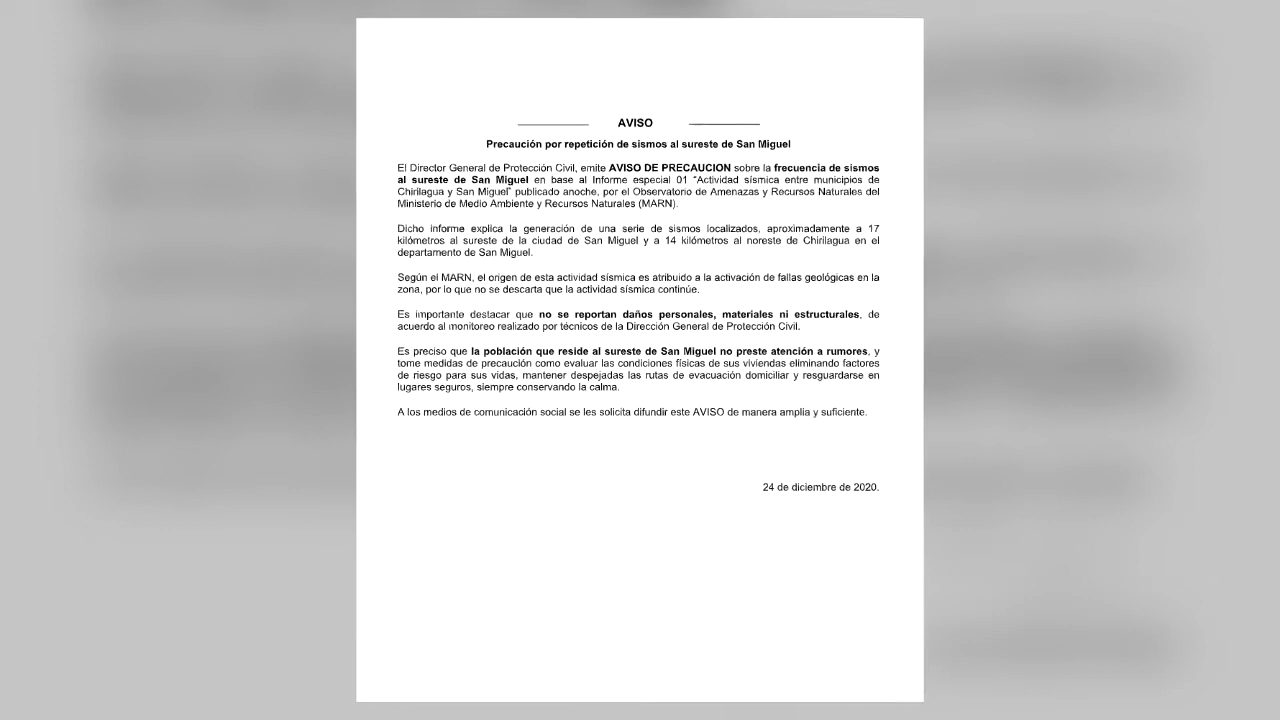 AVISO
Precaución por repetición de sismos al sureste de San Miguel
El Director General de Protección Civil, emite AVISO DE PRECAUCION sobre la frecuencia de sismos
al sureste de San Miguel en base al Informe especial 01 “Actividad sísmica entre municipios de
Chirilagua y San Miguel” publicado anoche, por el Observatorio de Amenazas y Recursos Naturales del
Ministerio de Medio Ambiente y Recursos Naturales (MARN).
Dicho informe explica la generación de una serie de sismos localizados, aproximadamente a 17
kilómetros al sureste de la ciudad de San Miguel y a 14 kilómetros al noreste de Chirilagua en el
departamento de San Miguel.
Según el MARN, el origen de esta actividad sísmica es atribuido a la activación de fallas geológicas en la
zona, por lo que no se descarta que la actividad sísmica continúe.
Es importante destacar que no se reportan daños personales, materiales ni estructurales, de
acuerdo al monitoreo realizado por técnicos de la Dirección General de Protección Civil.
Es preciso que la población que reside al sureste de San Miguel no preste atención a rumores, y
tome medidas de precaución como evaluar las condiciones físicas de sus viviendas eliminando factores
de riesgo para sus vidas, mantener despejadas las rutas de evacuación domiciliar y resguardarse en
lugares seguros, siempre conservando la calma.
A los medios de comunicación social se les solicita difundir este AVISO de manera amplia y suficiente.
24 de diciembre de 2020.